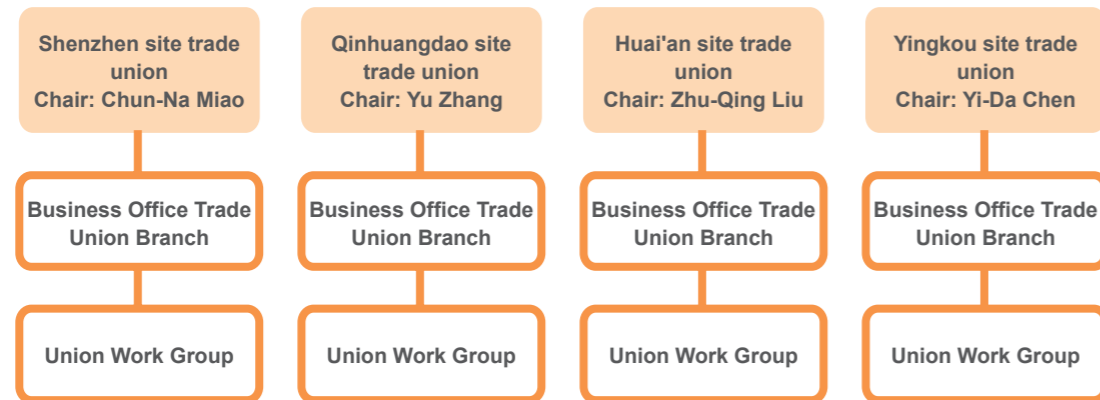 Shenzhen site trade
union
Chair: Chun-Na Miao
Qinhuangdao site
trade union
Chair: Yu Zhang
Huai'an site trade
union
Chair: Zhu-Qing Liu
Yingkou site trade
union
Chair: Yi-Da Chen
Business Office Trade
Union Branch
Business Office Trade
Union Branch
Business Office Trade
Union Branch
Business Office Trade
Union Branch
Union Work Group
Union Work Group
Union Work Group
Union Work Group